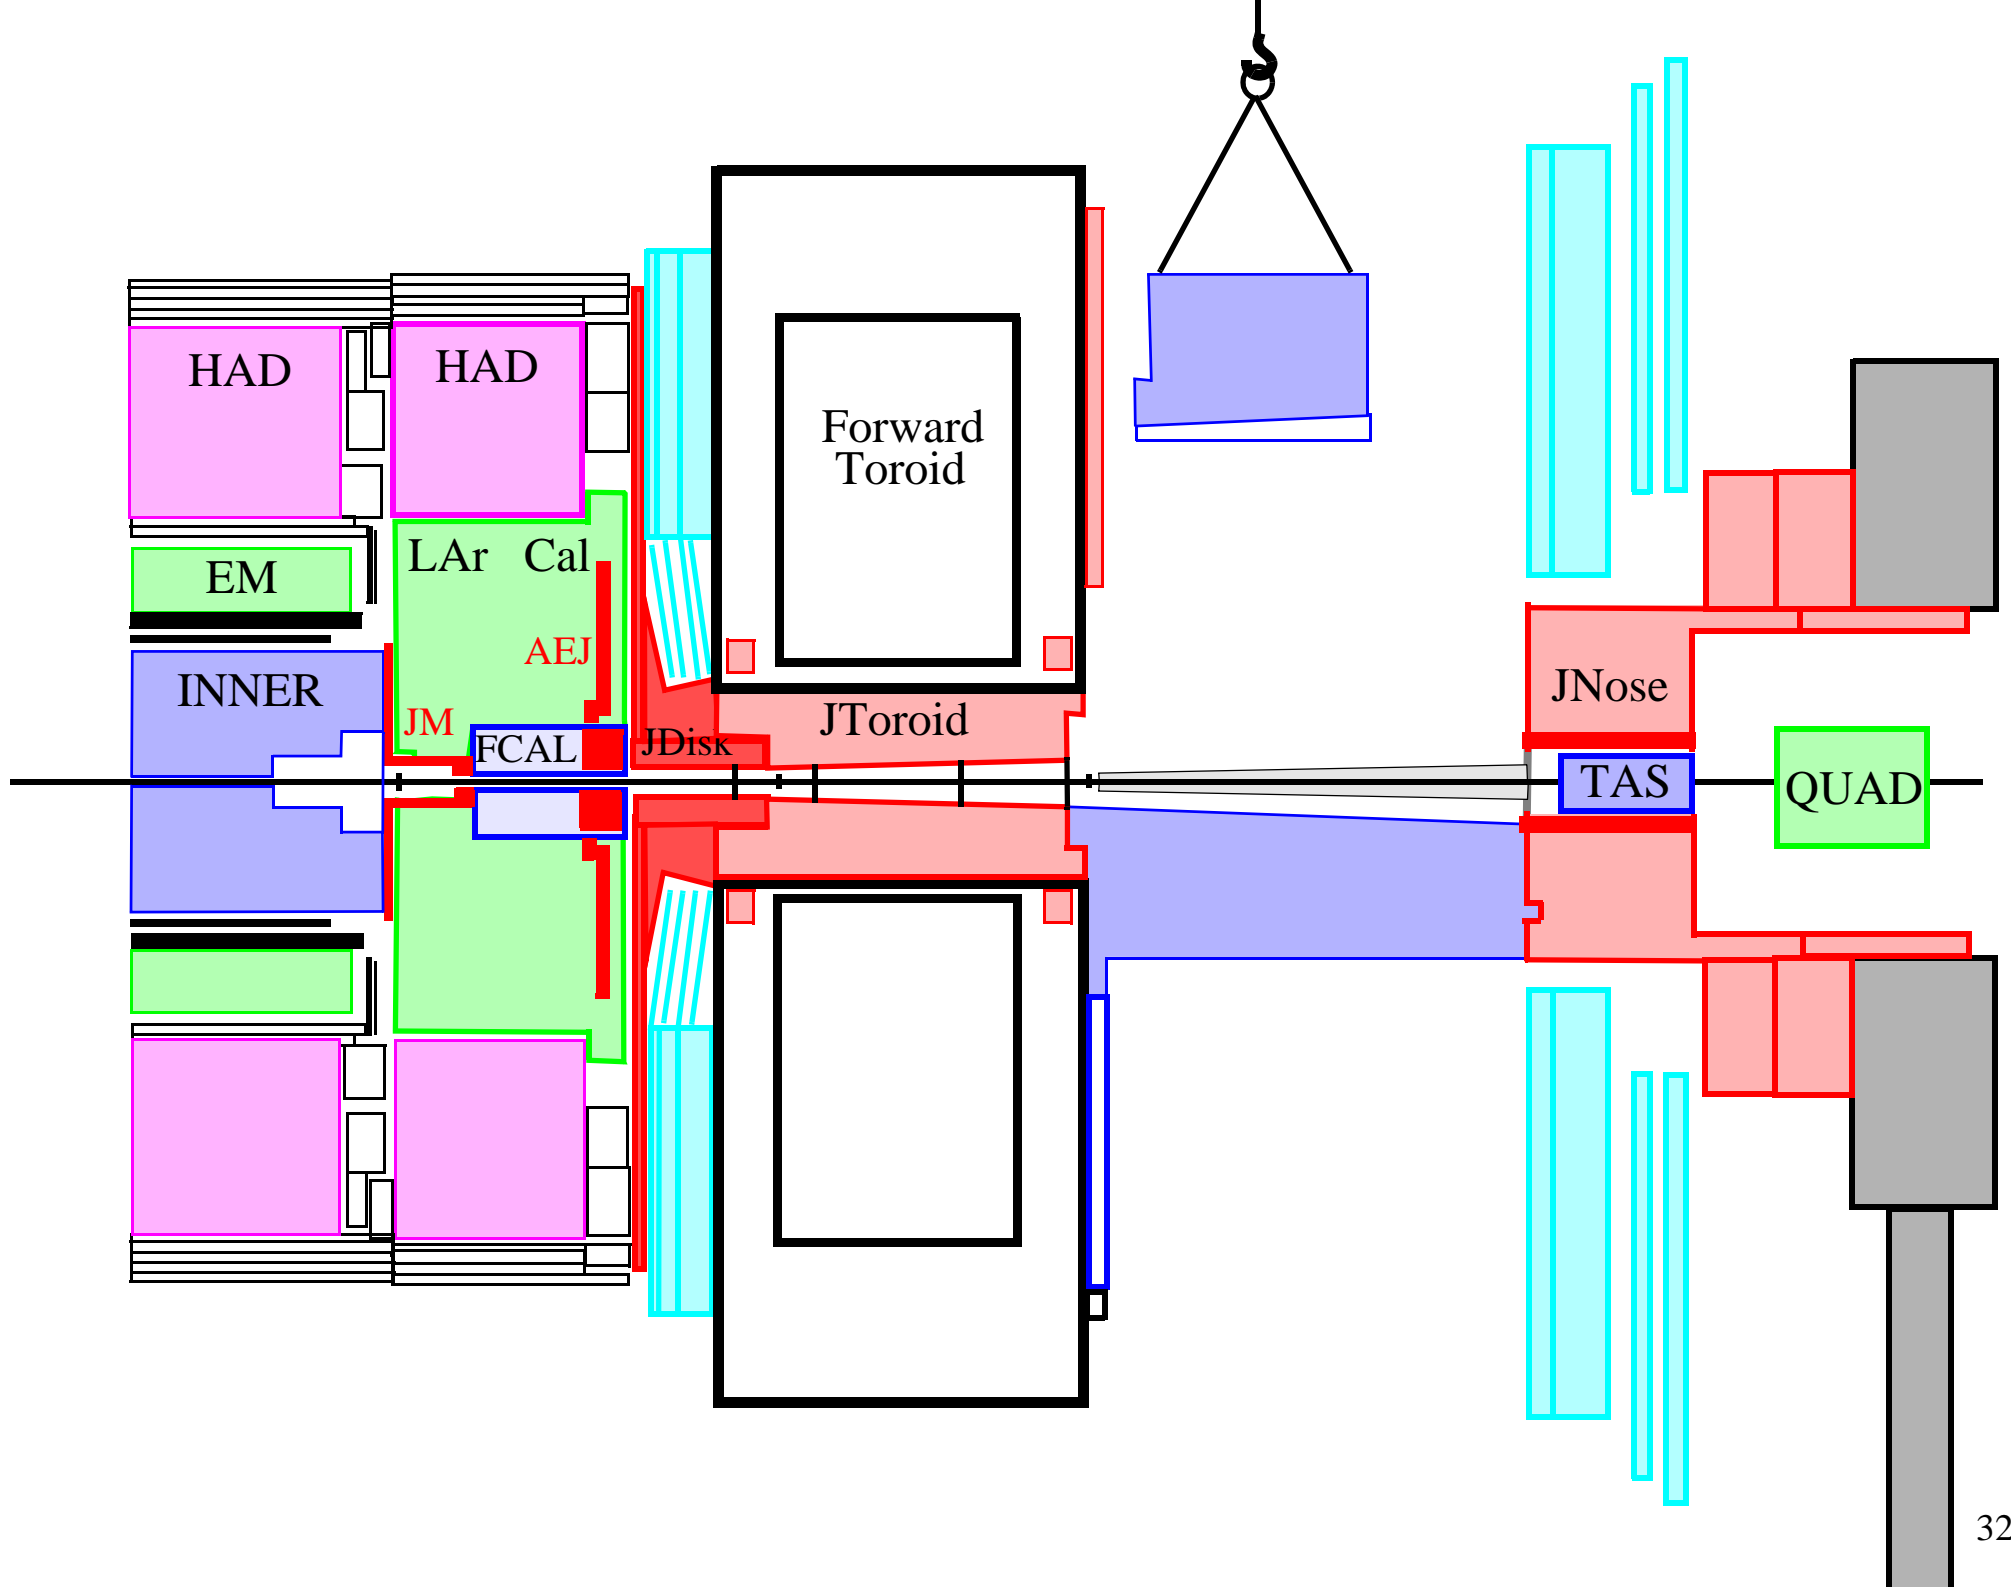 HAD
HAD
Forward
Toroid
LAr Cal
EM
AEJ
INNER
JM
JNose
JToroid
FCAL
JDisk
TAS
QUAD
32